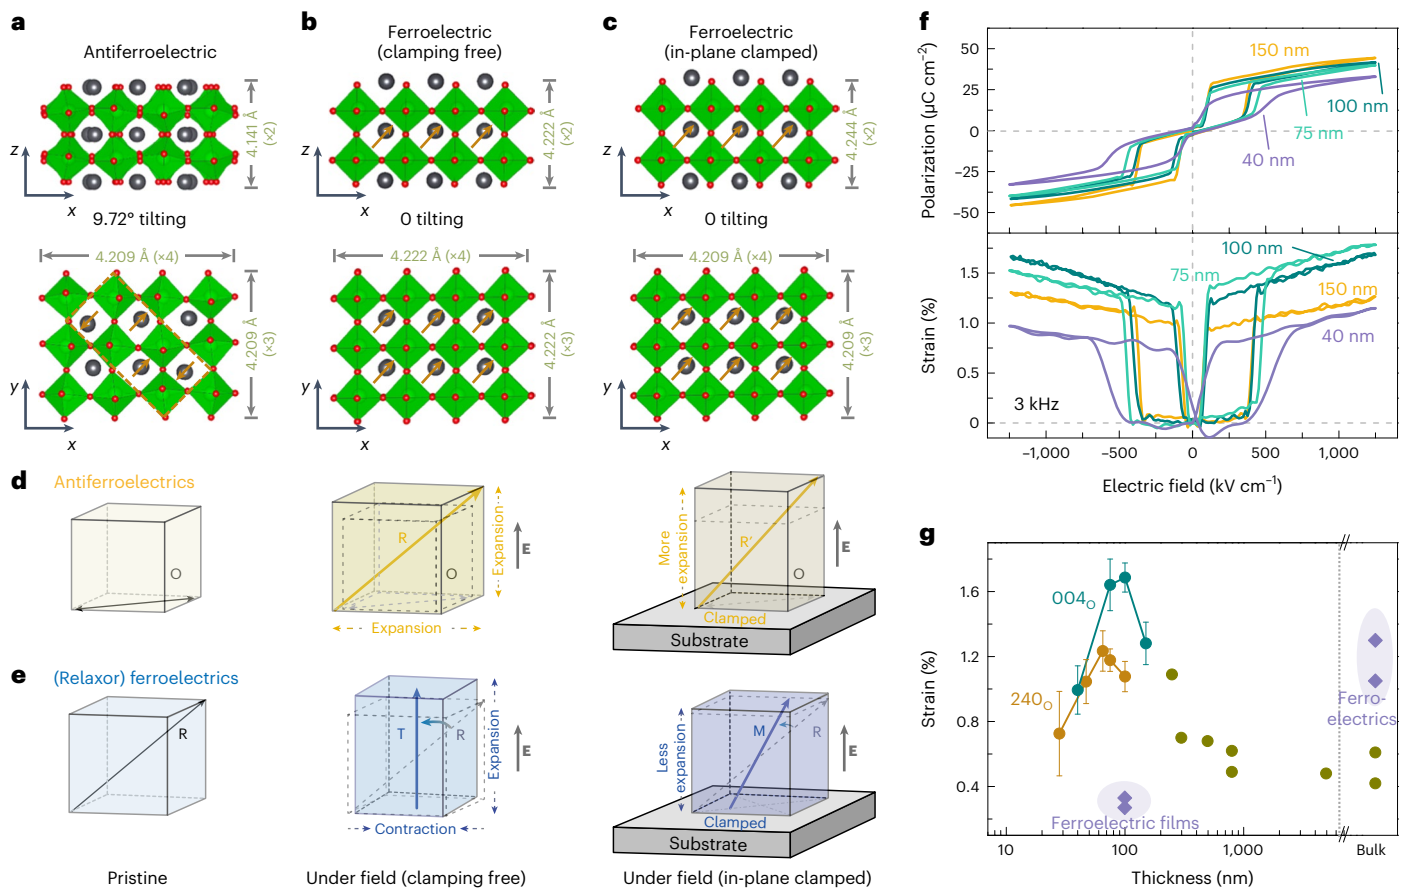 a
Antiferroelectric
4.141 Å
(×2)
z
x
9.72° tilting
4.209 Å (×4)
4.209 Å
(×3)
y
x
b
Ferroelectric
(clamping free)
4.222 Å
(×2)
z
x
0 tilting
4.222 Å (×4)
4.222 Å
(×3)
y
x
c
Ferroelectric
(in-plane clamped)
4.244 Å
(×2)
z
x
0 tilting
4.209 Å (×4)
4.209 Å
(×3)
y
x
d
Antiferroelectrics
O
R
O
Expansion
Expansion
E
More
expansion
R′
O
Clamped
Substrate
E
e
(Relaxor) ferroelectrics
R
T
R
Expansion
Contraction
E
Less
expansion
M
R
Clamped
Substrate
E
Pristine
Under field (clamping free)
Under field (in-plane clamped)
f
Polarization (μC cm⁻²)
50
25
0
−25
−50
150 nm
100 nm
75 nm
40 nm
Strain (%)
1.5
1.0
0.5
0
100 nm
75 nm
150 nm
40 nm
3 kHz
−1,000
−500
0
500
1,000
Electric field (kV cm⁻¹)
g
Strain (%)
1.6
1.2
0.8
0.4
004O
240O
Ferro-
electrics
Ferroelectric films
10
100
1,000
Bulk
Thickness (nm)